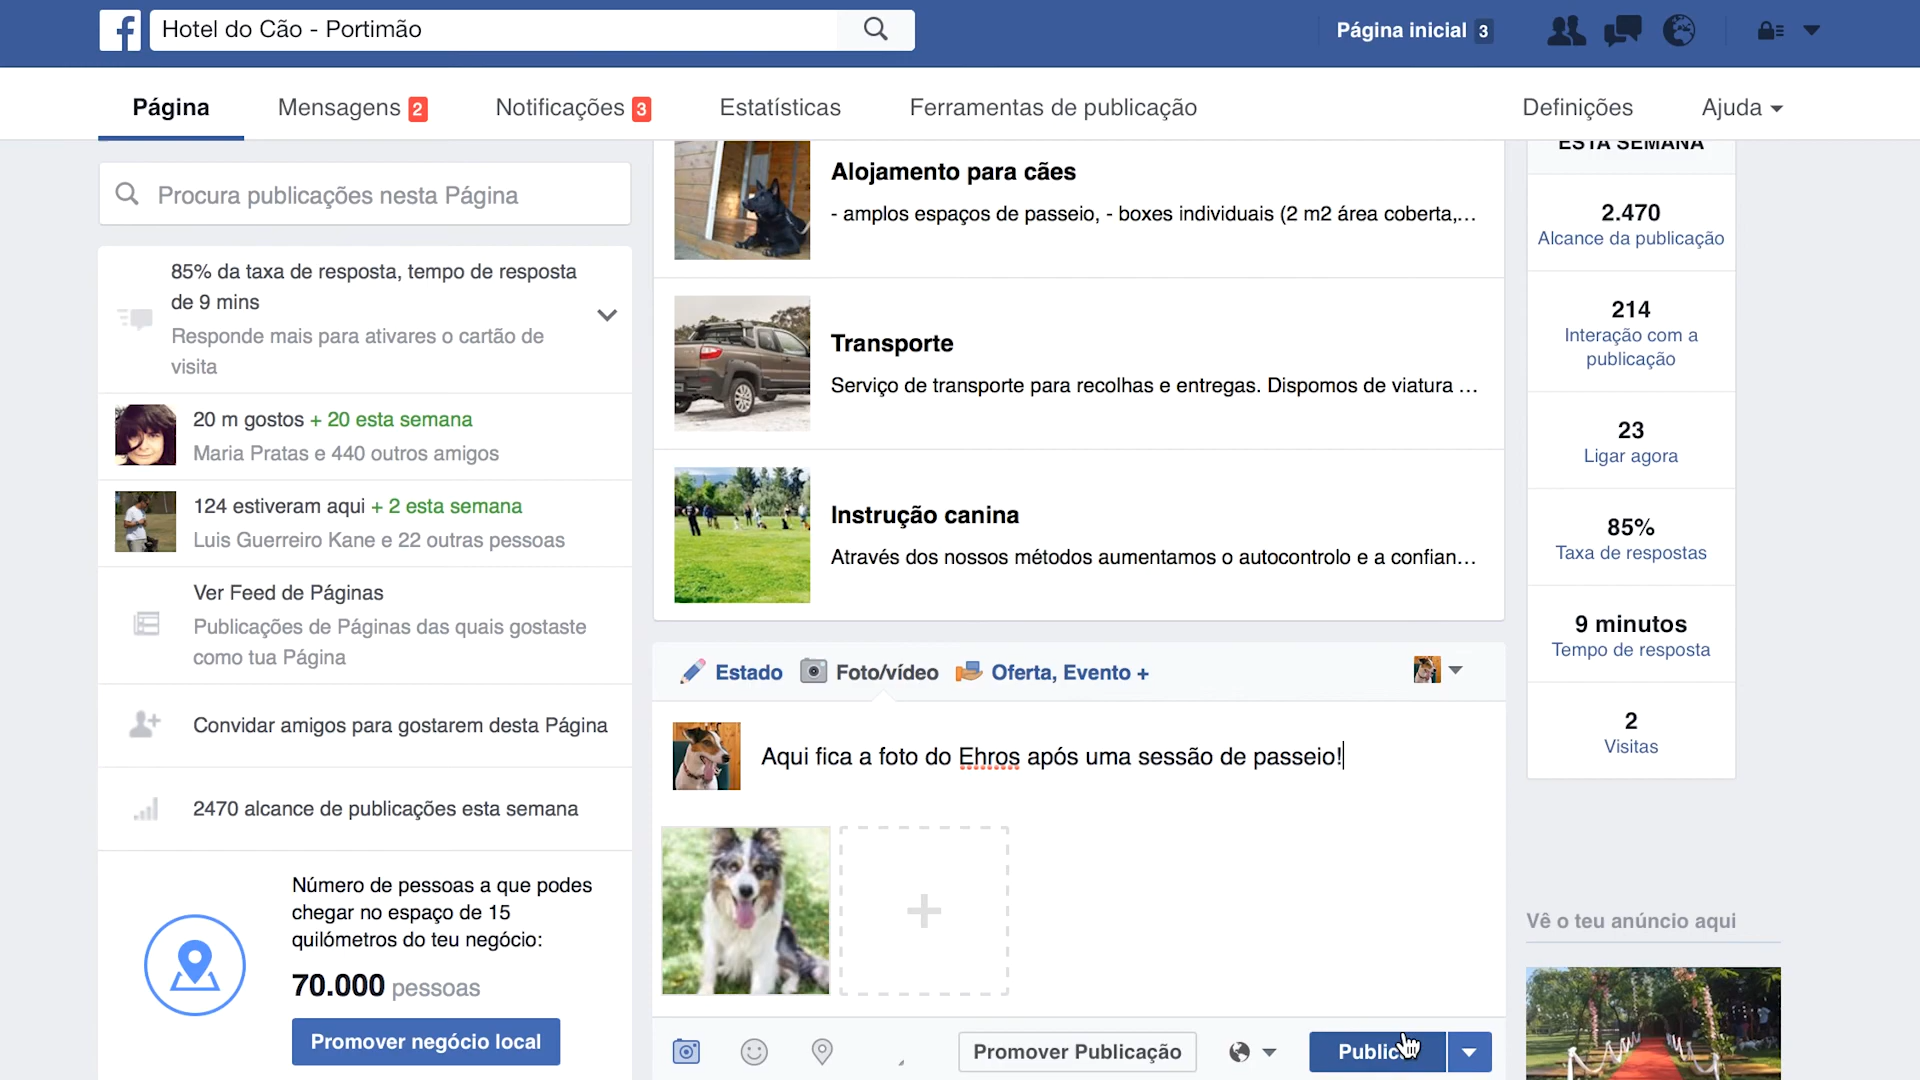 Hotel do Cão - Portimão
Página inicial 3
Página
Mensagens 2
Notificações 3
Estatísticas
Ferramentas de publicação
Definições
Ajuda
Procura publicações nesta Página
85% da taxa de resposta, tempo de resposta
de 9 mins
Responde mais para ativares o cartão de
visita
20 m gostos + 20 esta semana
Maria Pratas e 440 outros amigos
124 estiveram aqui + 2 esta semana
Luis Guerreiro Kane e 22 outras pessoas
Ver Feed de Páginas
Publicações de Páginas das quais gostaste
como tua Página
Convidar amigos para gostarem desta Página
2470 alcance de publicações esta semana
Número de pessoas a que podes
chegar no espaço de 15
quilómetros do teu negócio:
70.000 pessoas
Promover negócio local
Alojamento para cães
- amplos espaços de passeio, - boxes individuais (2 m2 área coberta,...
Transporte
Serviço de transporte para recolhas e entregas. Dispomos de viatura ...
Instrução canina
Através dos nossos métodos aumentamos o autocontrolo e a confian...
Estado
Foto/vídeo
Oferta, Evento +
Aqui fica a foto do Ehros após uma sessão de passeio!
Promover Publicação
ESTA SEMANA
2.470
Alcance da publicação
214
Interação com a
publicação
23
Ligar agora
85%
Taxa de respostas
9 minutos
Tempo de resposta
2
Visitas
Vê o teu anúncio aqui